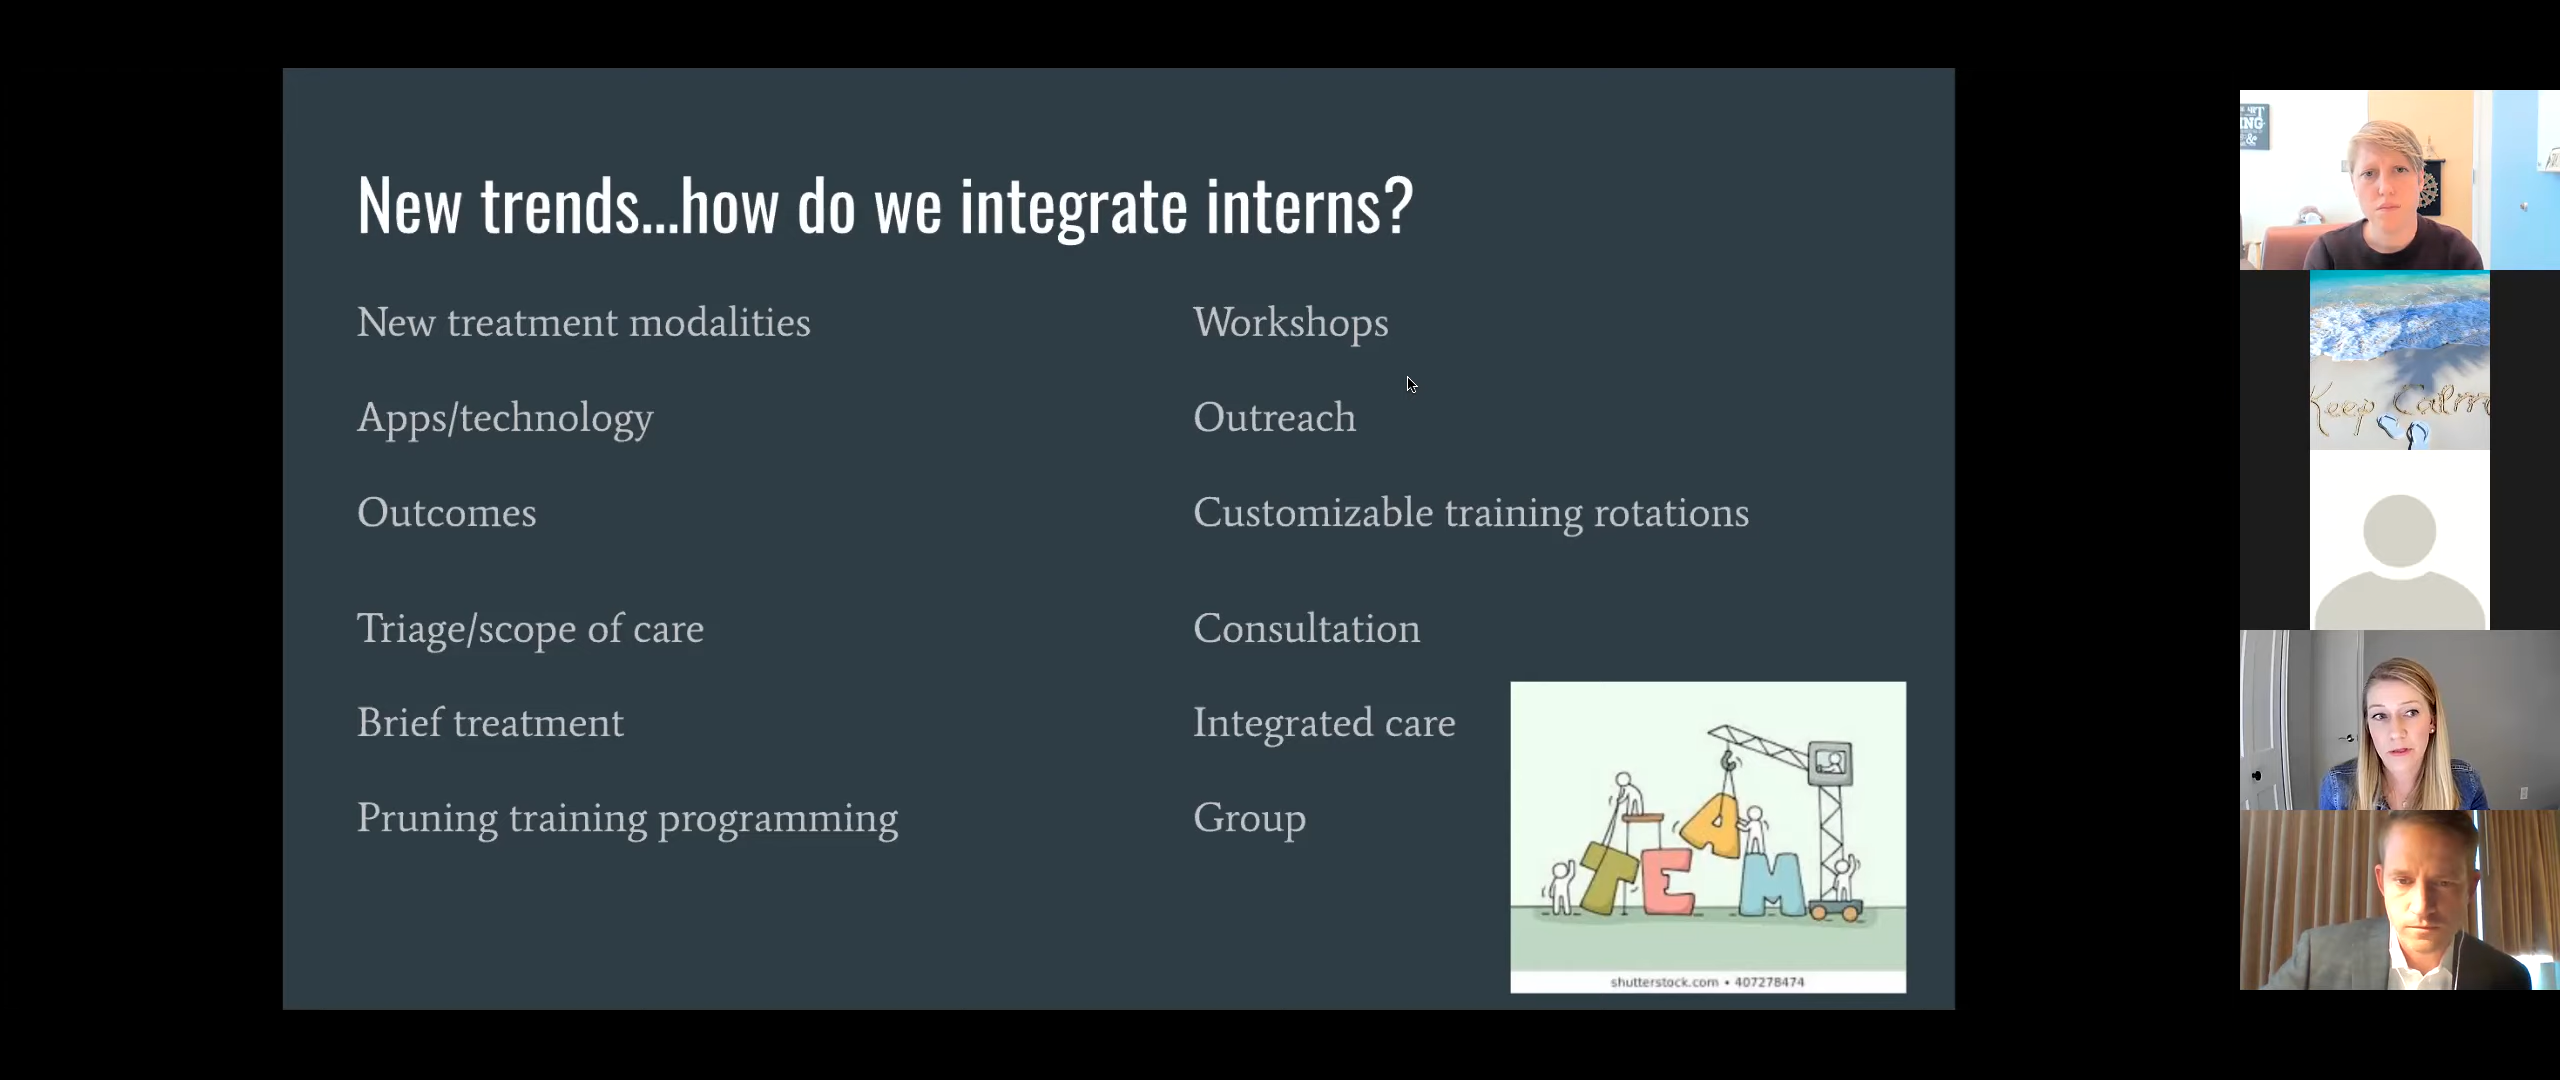 New trends...how do we integrate interns?
New treatment modalities
Apps/technology
Outcomes
Triage/scope of care
Brief treatment
Pruning training programming
Workshops
Outreach
Customizable training rotations
Consultation
Integrated care
Group
TEAM
shutterstock.com • 407278474
ING
&
Keep Calm